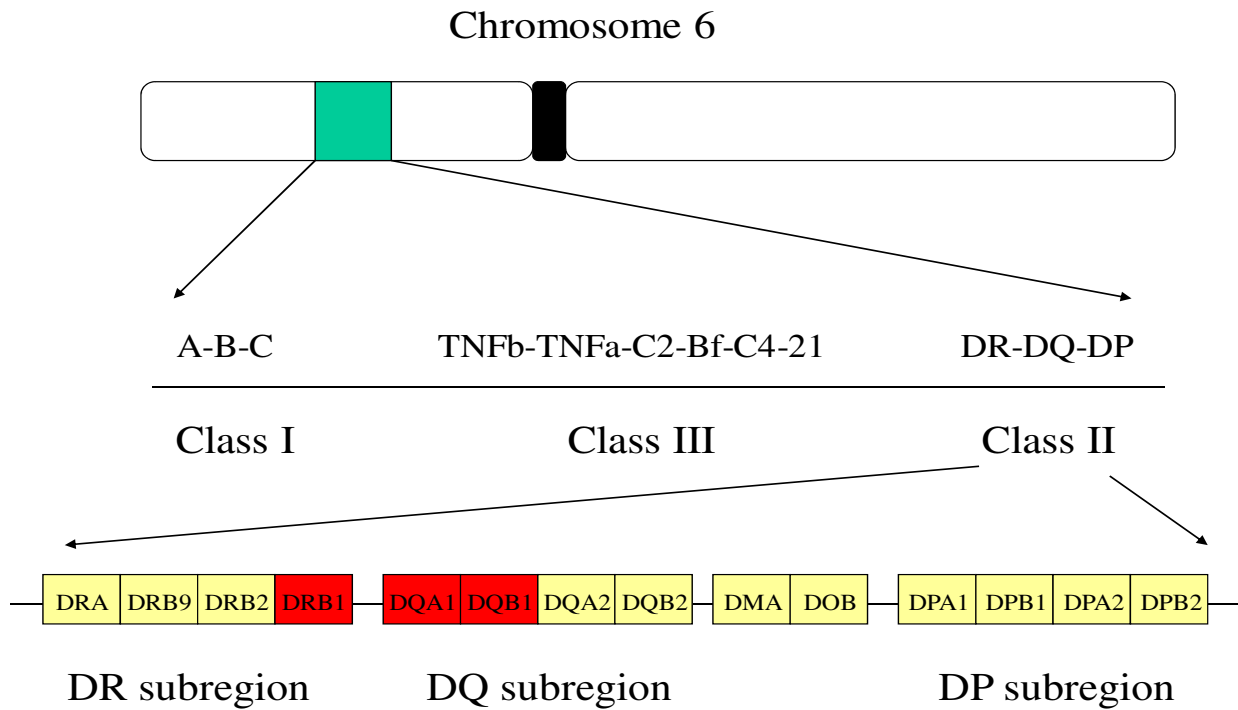 Chromosome 6
A-B-C TNFb-TNFa-C2-Bf-C4-21 DR-DQ-DP
Class I Class III Class II
DRA DRB9 DRB2 DRB1 DQA1 DQB1 DQA2 DQB2 DMA DOB DPA1 DPB1 DPA2 DPB2
DR subregion DQ subregion DP subregion